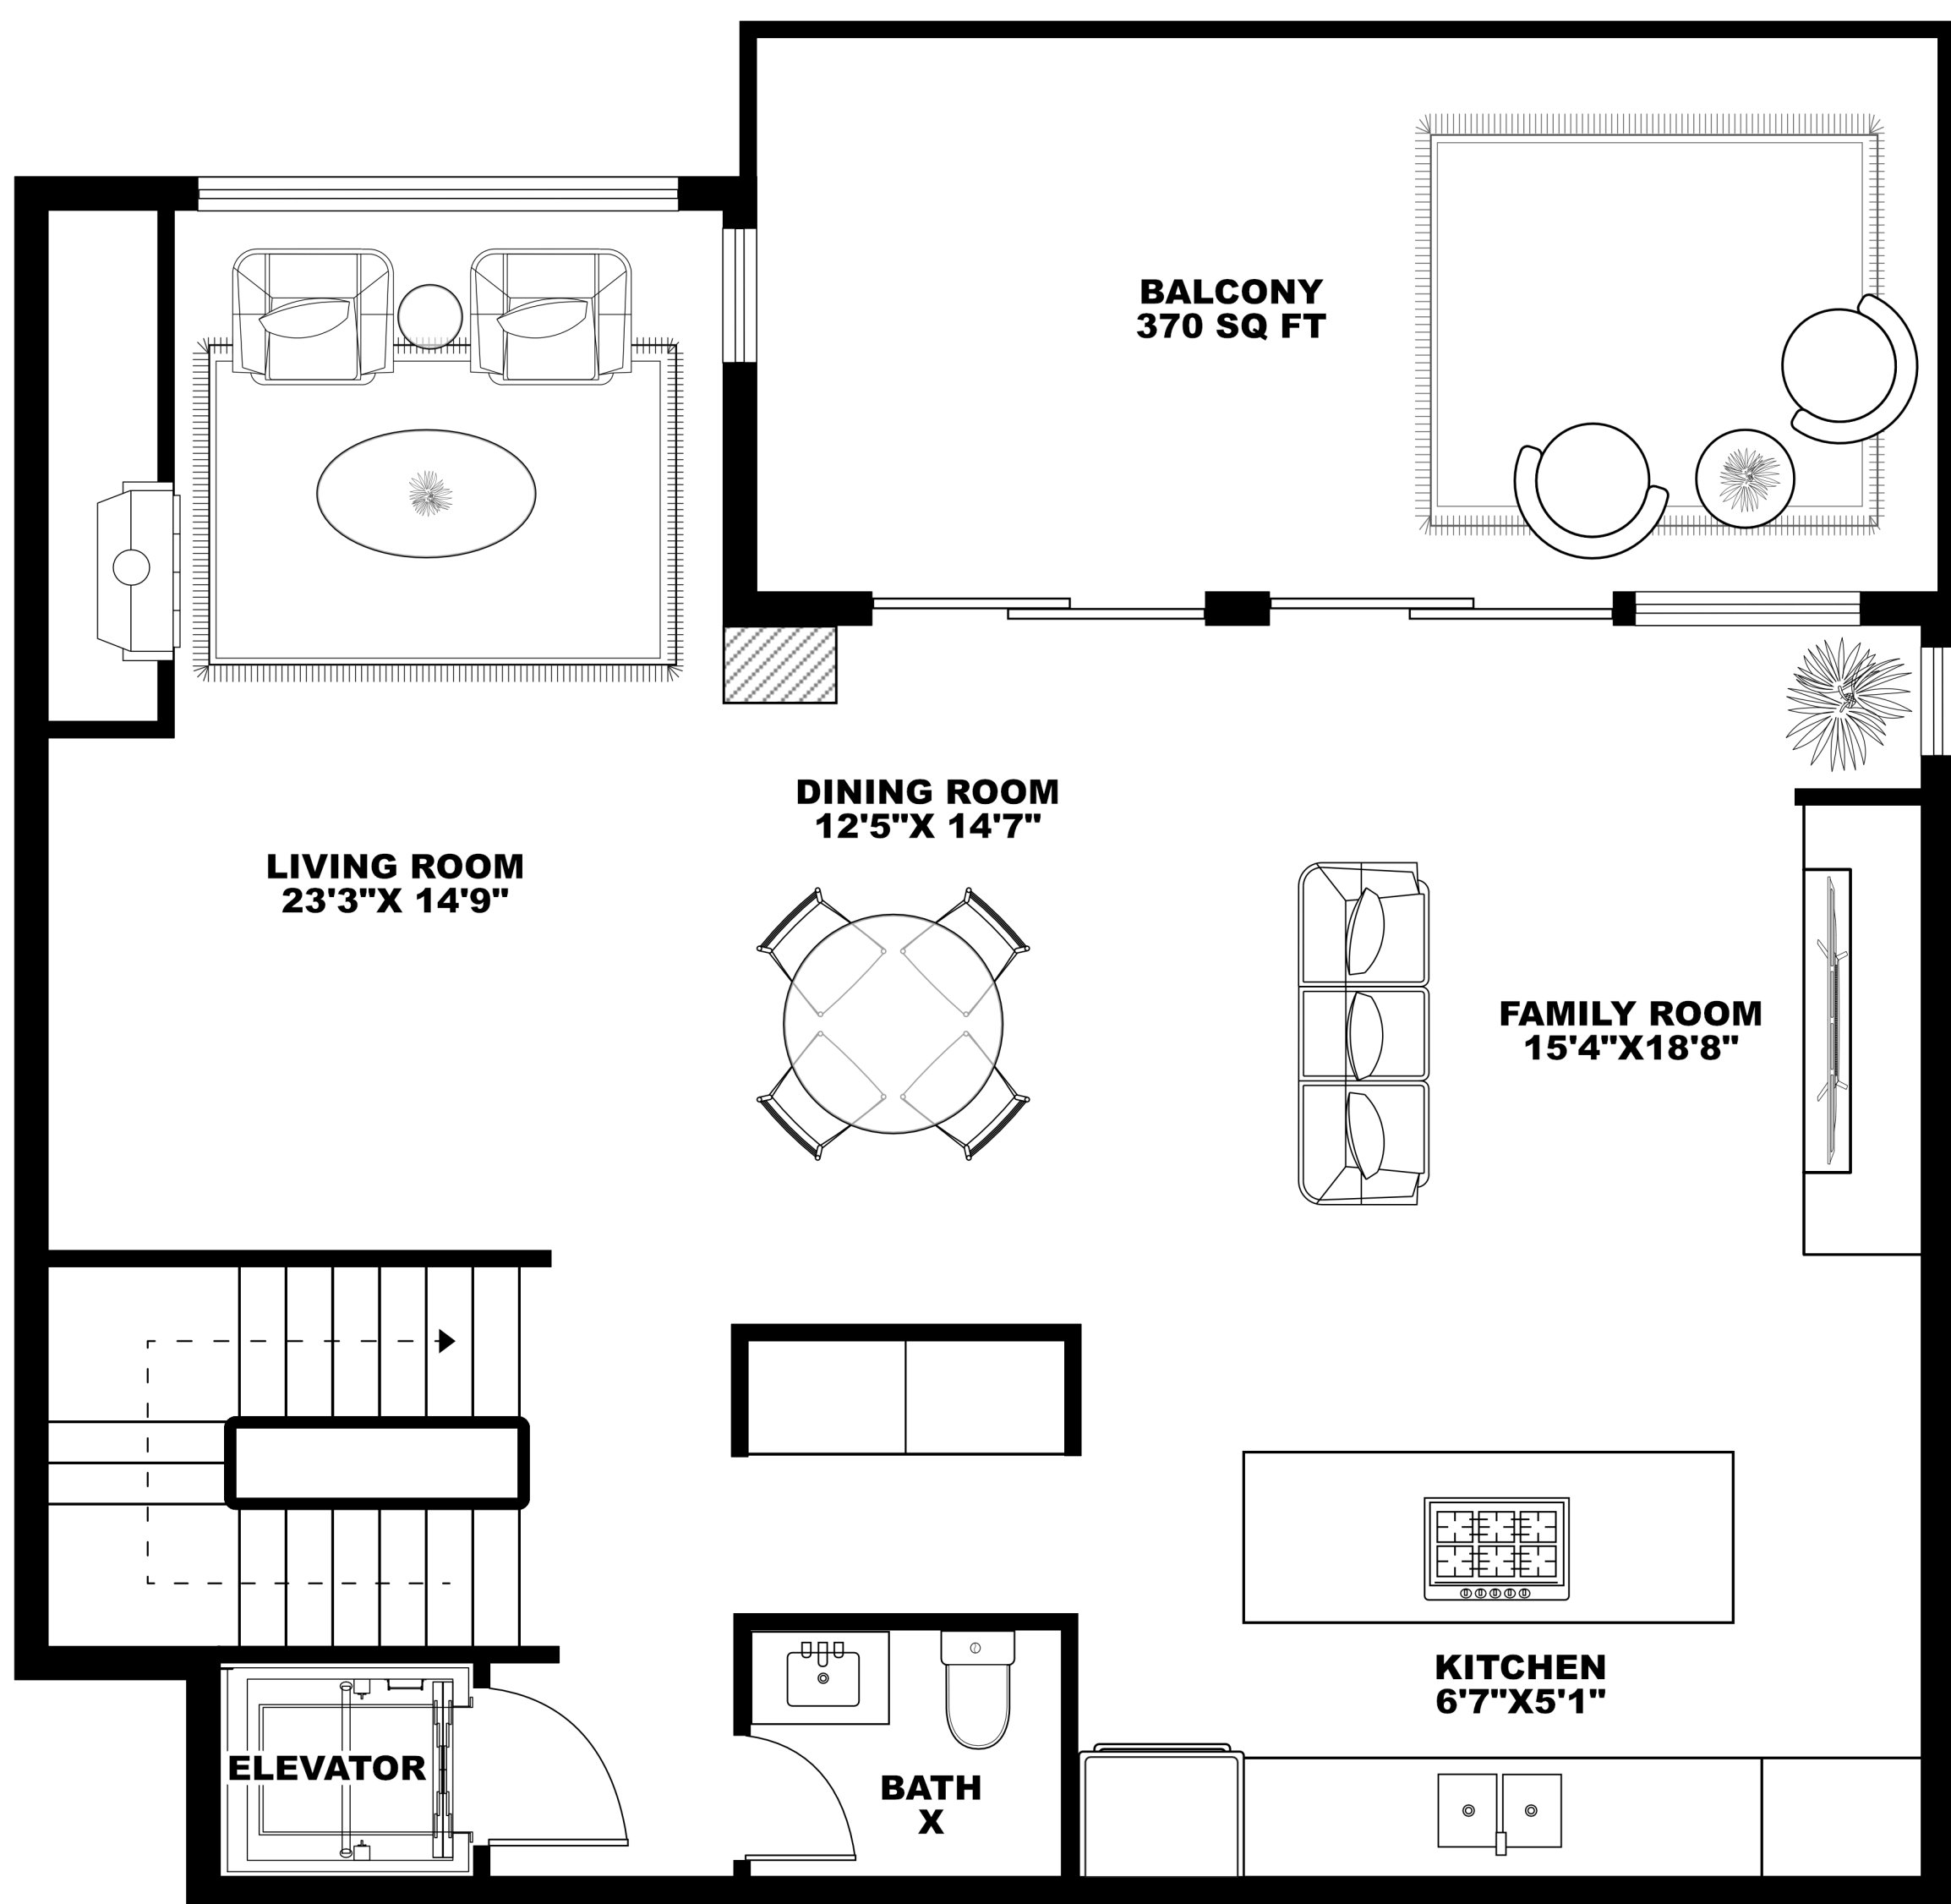 BALCONY
370 SQ FT
DINING ROOM
12'5"X 14'7"
LIVING ROOM
23'3"X 14'9"
FAMILY ROOM
15'4"X18'8"
KITCHEN
6'7"X5'1"
ELEVATOR
BATH
X